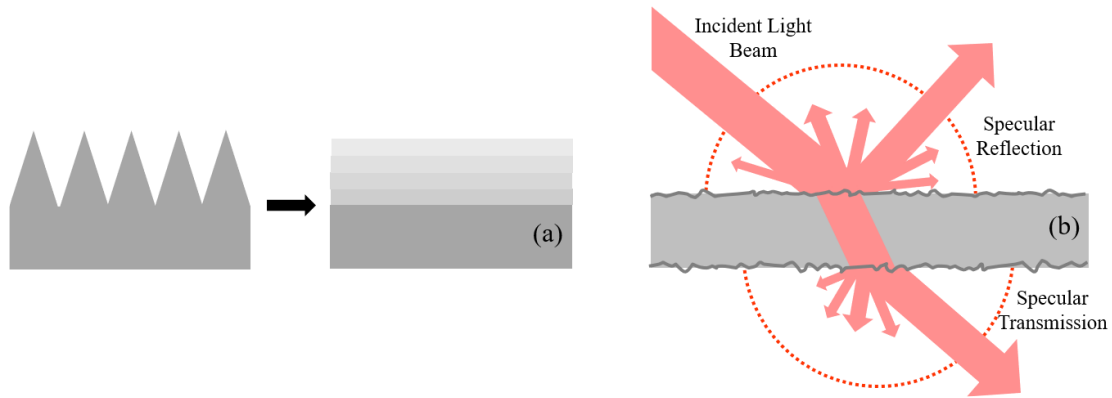 (a)
Incident Light
Beam
Specular
Reflection
(b)
Specular
Transmission